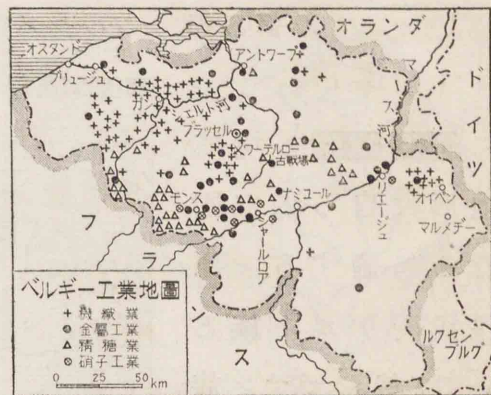 オランダ
オスタンド
アントワープ
ブリュージュ
ガン
シェルト河
マース河
ドイツ
ブラッセル
ワーテルロー
古戦場
リエージュ
オイペン
モンス
ナミュール
マルメヂー
シャールロア
フランス
ルクセンブルグ
ベルギー工業地圖
機織業
金屬工業
精糖業
硝子工業
0 25 50 km